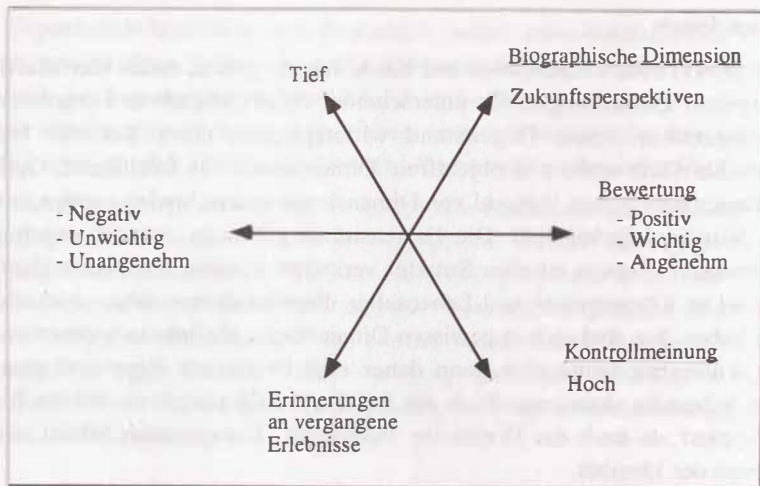 Biographische Dimension
Tief
Zukunftsperspektiven
Bewertung
- Negativ
- Unwichtig
- Unangenehm
- Positiv
- Wichtig
- Angenehm
Kontrollmeinung
Hoch
Erinnerungen
an vergangene
Erlebnisse